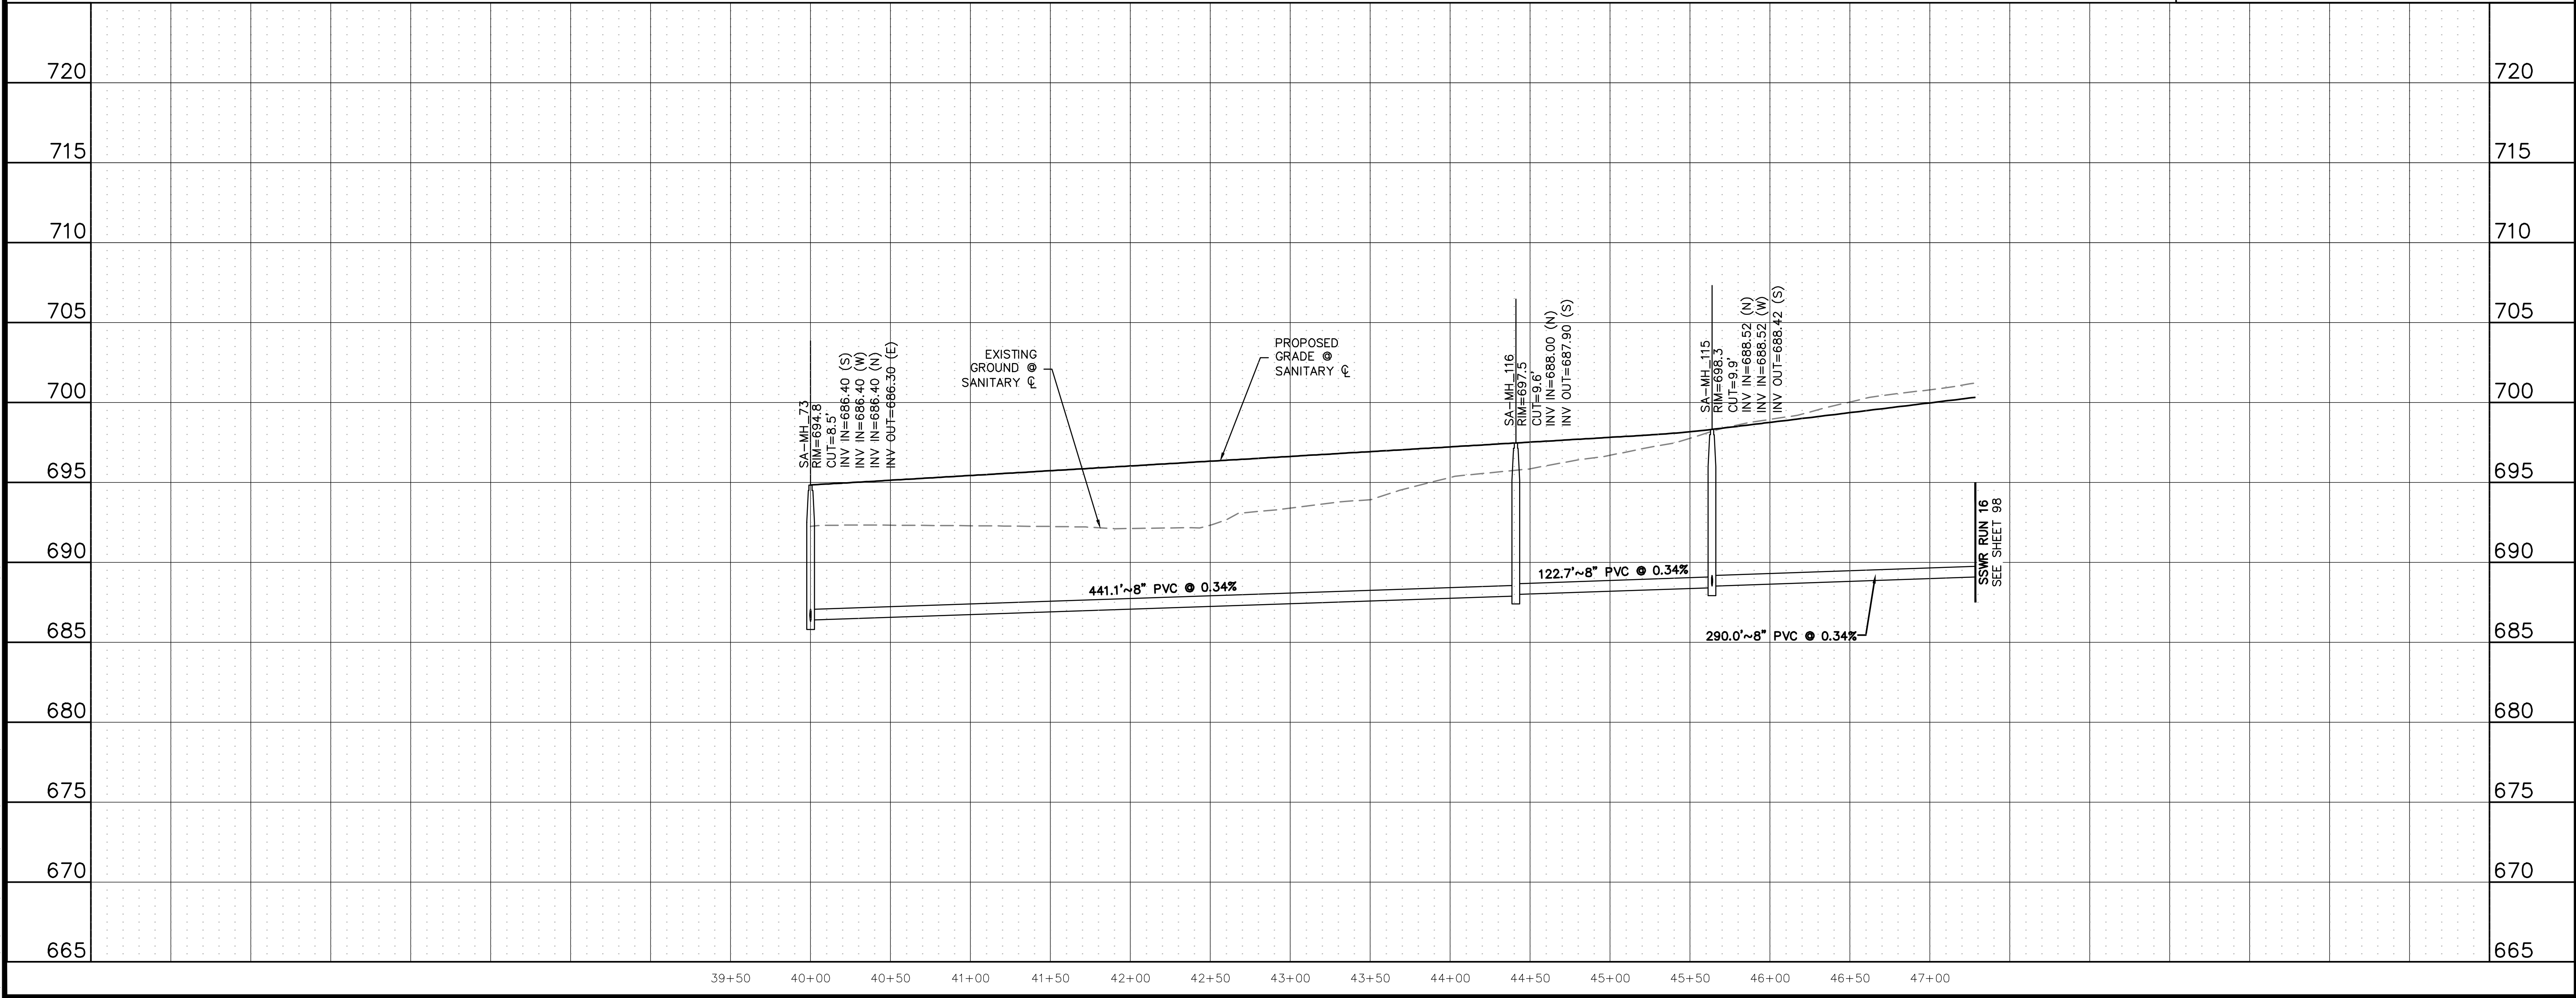 720
715
710
705
700
695
690
685
680
675
670
665
SA-MH_73
RIM=694.8
CUT=8.5'
INV IN=686.40 (S)
INV IN=686.40 (W)
INV IN=686.40 (N)
INV OUT=686.30 (E)
EXISTING
GROUND @
SANITARY ℄
PROPOSED
GRADE @
SANITARY ℄
SA-MH_116
RIM=697.5
CUT=9.6'
INV IN=688.00 (N)
INV OUT=687.90 (S)
SA-MH_115
RIM=698.3
CUT=9.9'
INV IN=688.52 (N)
INV IN=688.52 (W)
INV OUT=688.42 (S)
441.1'~8" PVC @ 0.34%
122.7'~8" PVC @ 0.34%
290.0'~8" PVC @ 0.34%
SSWR RUN 16
SEE SHEET 98
720
715
710
705
700
695
690
685
680
675
670
665
39+50 40+00 40+50 41+00 41+50 42+00 42+50 43+00 43+50 44+00 44+50 45+00 45+50 46+00 46+50 47+00